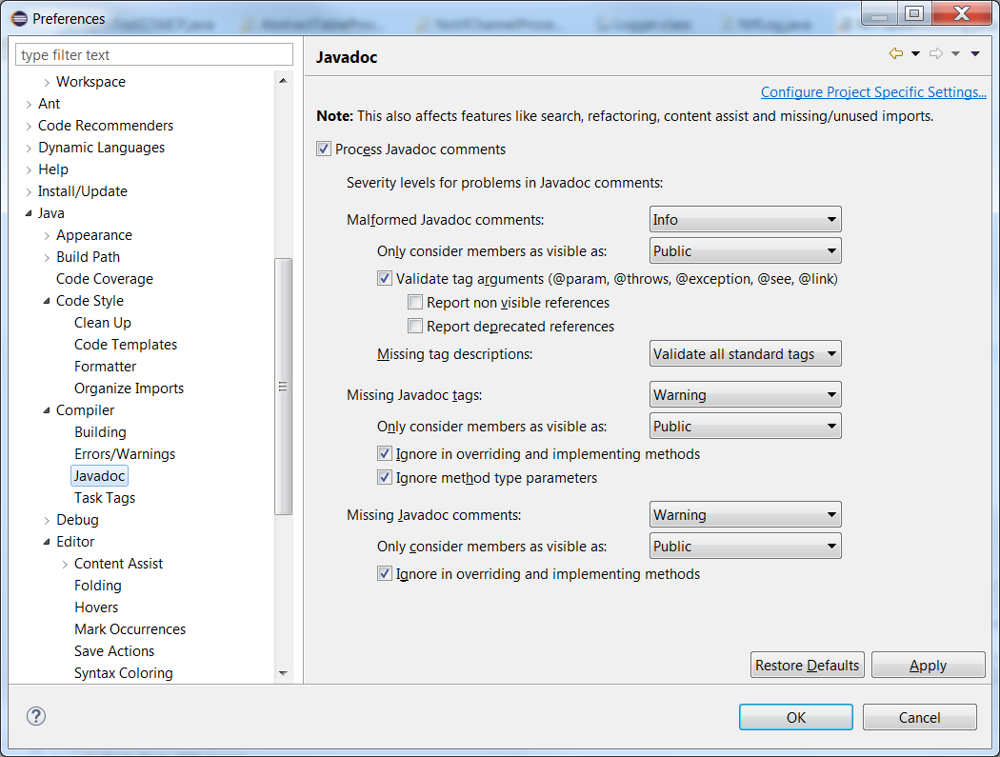 Preferences
type filter text
Workspace
Ant
Code Recommenders
Dynamic Languages
Help
Install/Update
Java
Appearance
Build Path
Code Coverage
Code Style
Clean Up
Code Templates
Formatter
Organize Imports
Compiler
Building
Errors/Warnings
Javadoc
Task Tags
Debug
Editor
Content Assist
Folding
Hovers
Mark Occurrences
Save Actions
Syntax Coloring
Javadoc
Configure Project Specific Settings...
Note: This also affects features like search, refactoring, content assist and missing/unused imports.
Process Javadoc comments
Severity levels for problems in Javadoc comments:
Malformed Javadoc comments: Info
Only consider members as visible as: Public
Validate tag arguments (@param, @throws, @exception, @see, @link)
Report non visible references
Report deprecated references
Missing tag descriptions: Validate all standard tags
Missing Javadoc tags: Warning
Only consider members as visible as: Public
Ignore in overriding and implementing methods
Ignore method type parameters
Missing Javadoc comments: Warning
Only consider members as visible as: Public
Ignore in overriding and implementing methods
Restore Defaults Apply
? OK Cancel